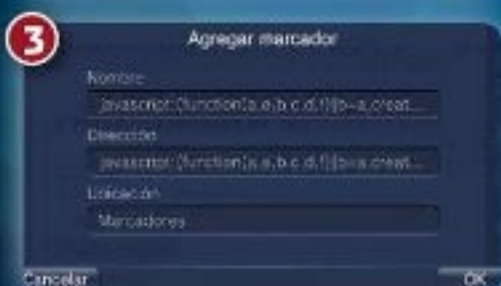 3
Agregar marcador
Nombre
javascript:(function(a,e,b,c,d,f){b=a.creat...
Dirección
javascript:(function(a,e,b,c,d,f){b=a.creat...
Ubicación
Marcadores
Cancelar OK